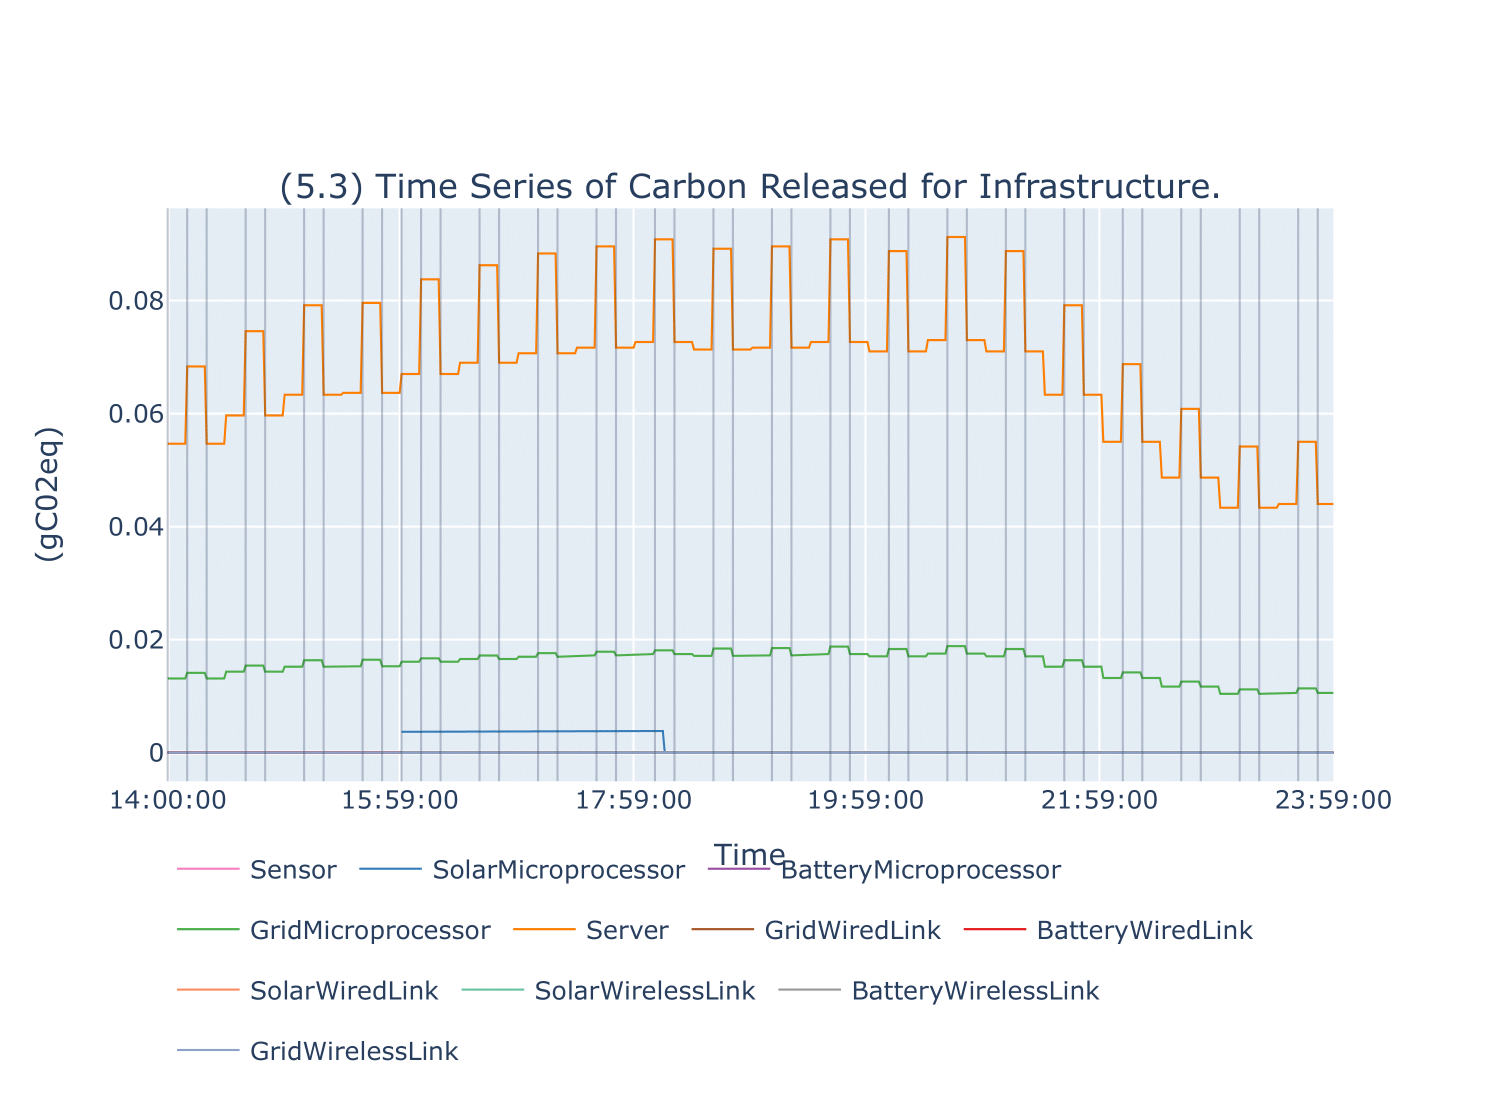 (5.3) Time Series of Carbon Released for Infrastructure.
(gC02eq)
0.08
0.06
0.04
0.02
0
14:00:00 15:59:00 17:59:00 19:59:00 21:59:00 23:59:00
Time
Sensor SolarMicroprocessor BatteryMicroprocessor
GridMicroprocessor Server GridWiredLink BatteryWiredLink
SolarWiredLink SolarWirelessLink BatteryWirelessLink
GridWirelessLink